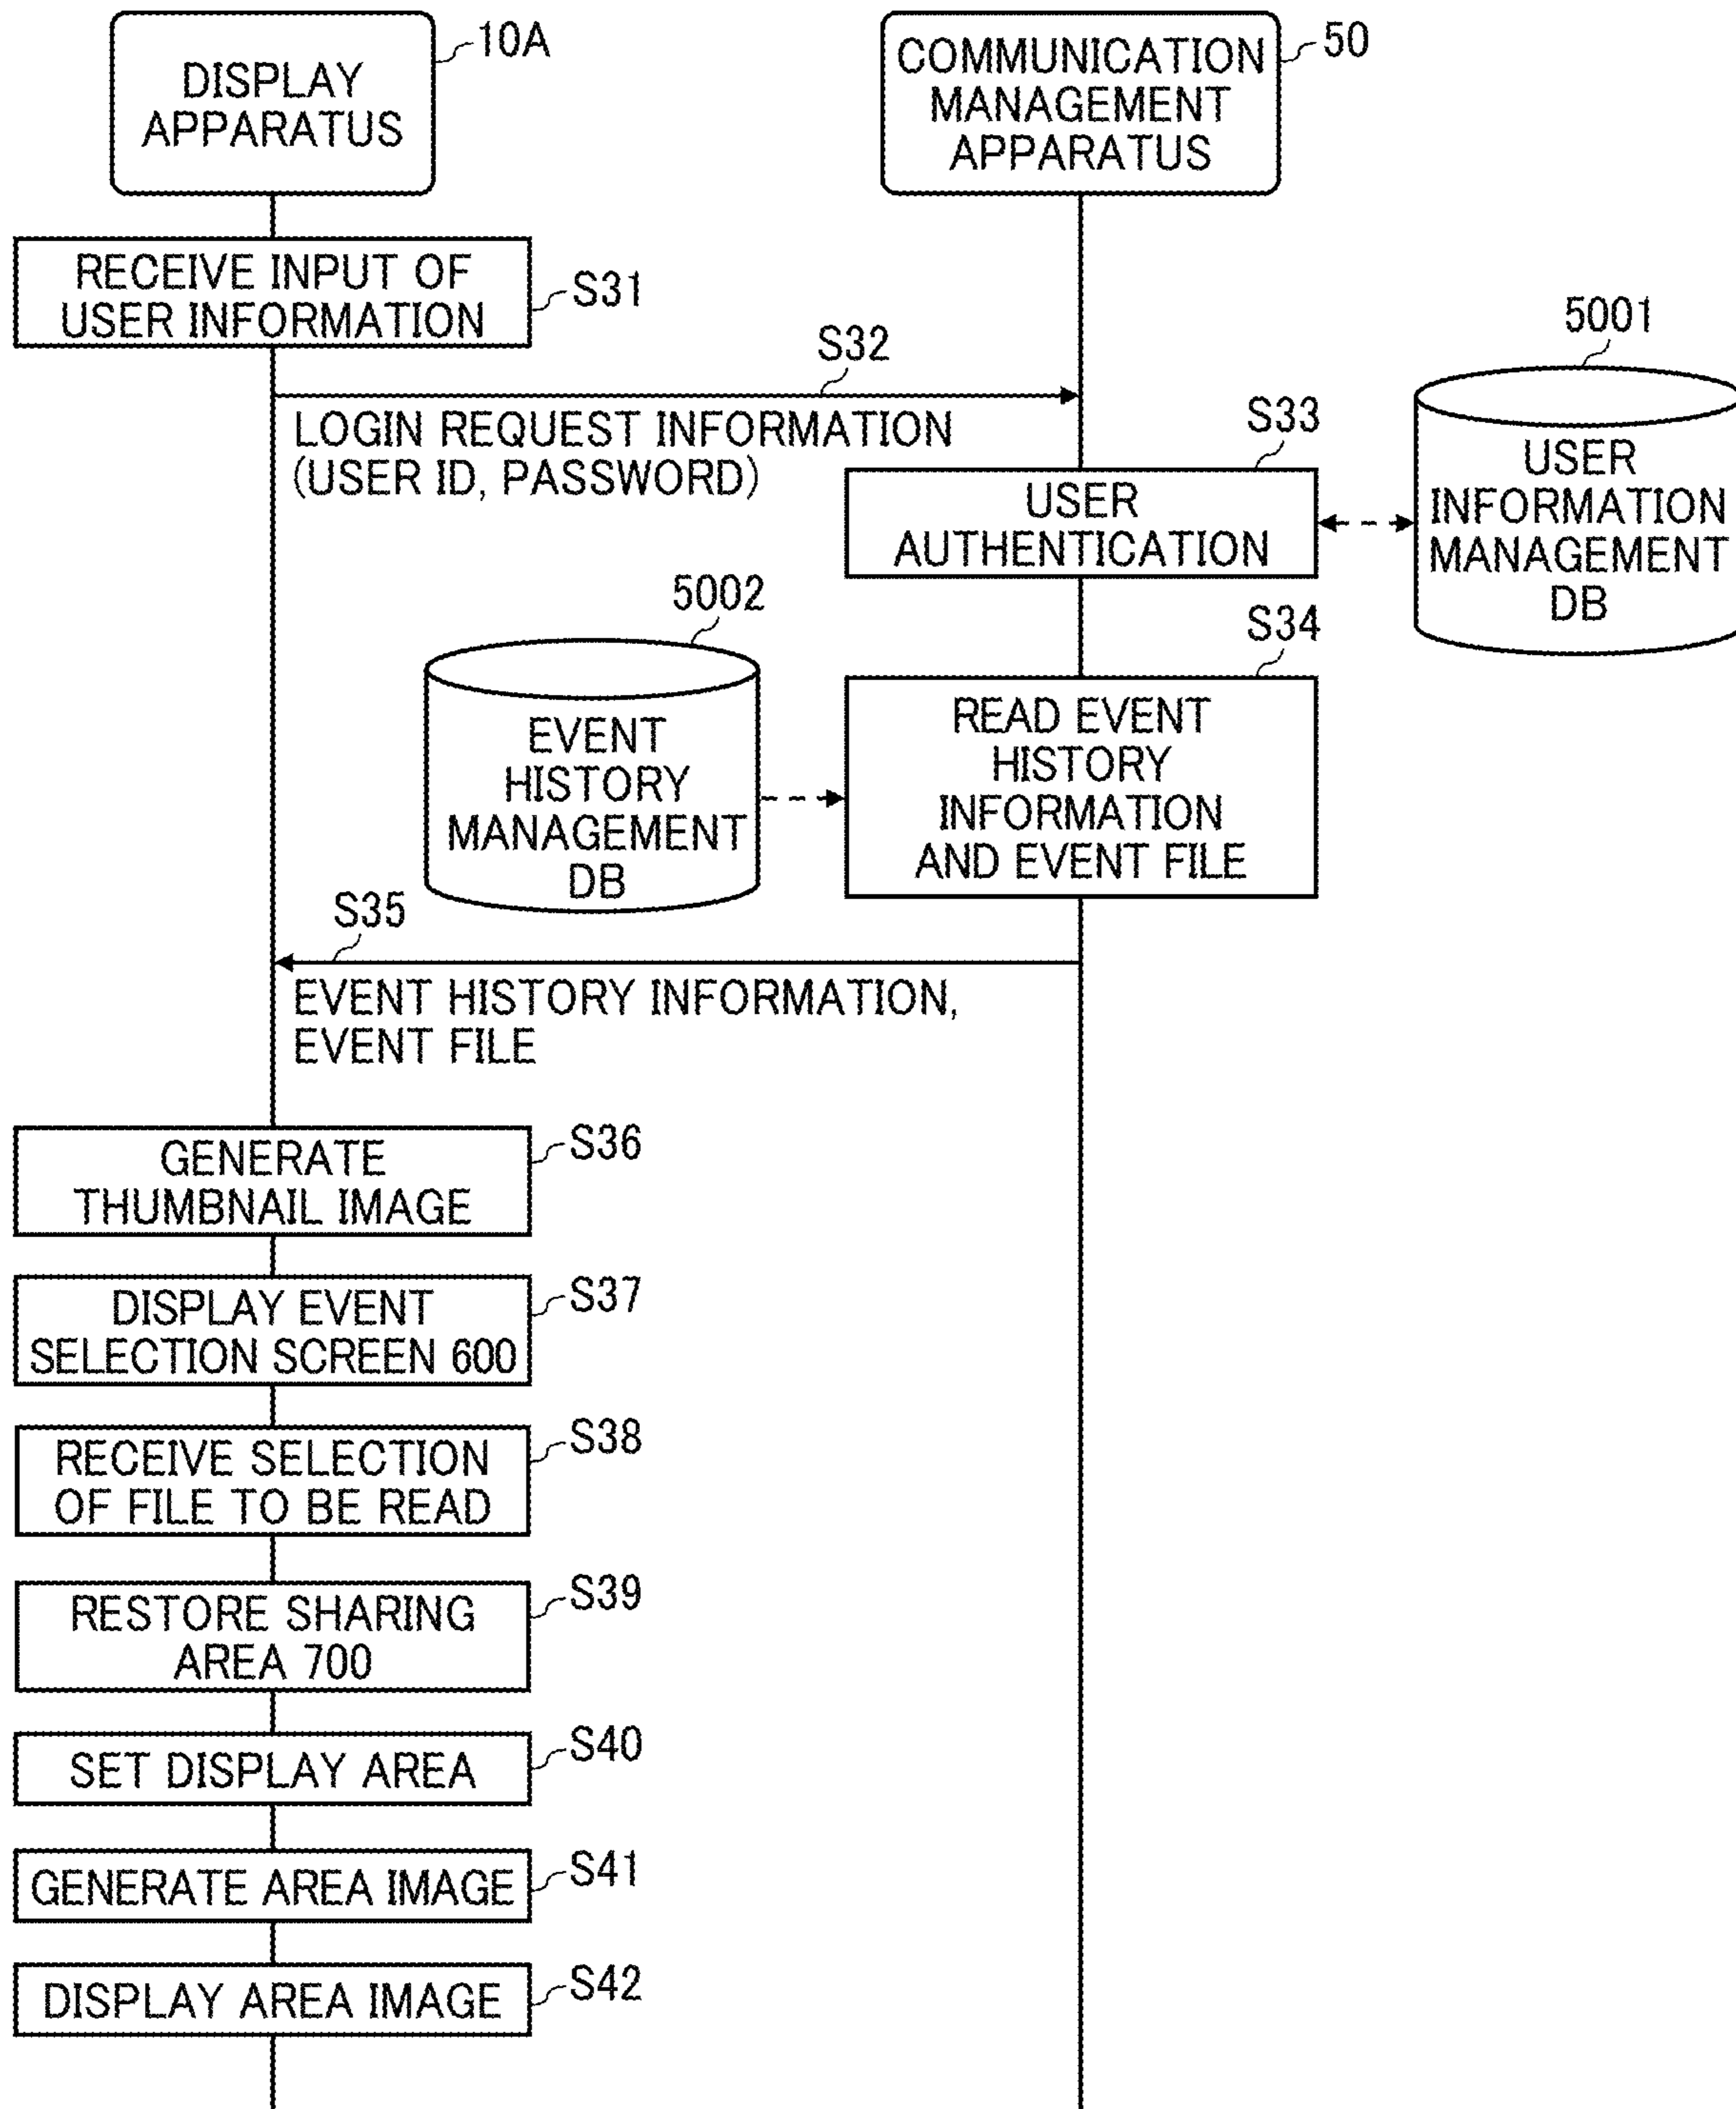 DISPLAY
APPARATUS
10A
COMMUNICATION
MANAGEMENT
APPARATUS
50
RECEIVE INPUT OF
USER INFORMATION
S31
S32
LOGIN REQUEST INFORMATION
(USER ID, PASSWORD)
S33
USER
AUTHENTICATION
5001
USER
INFORMATION
MANAGEMENT
DB
5002
EVENT
HISTORY
MANAGEMENT
DB
S34
READ EVENT
HISTORY
INFORMATION
AND EVENT FILE
S35
EVENT HISTORY INFORMATION,
EVENT FILE
GENERATE
THUMBNAIL IMAGE
S36
DISPLAY EVENT
SELECTION SCREEN 600
S37
RECEIVE SELECTION
OF FILE TO BE READ
S38
RESTORE SHARING
AREA 700
S39
SET DISPLAY AREA
S40
GENERATE AREA IMAGE
S41
DISPLAY AREA IMAGE
S42